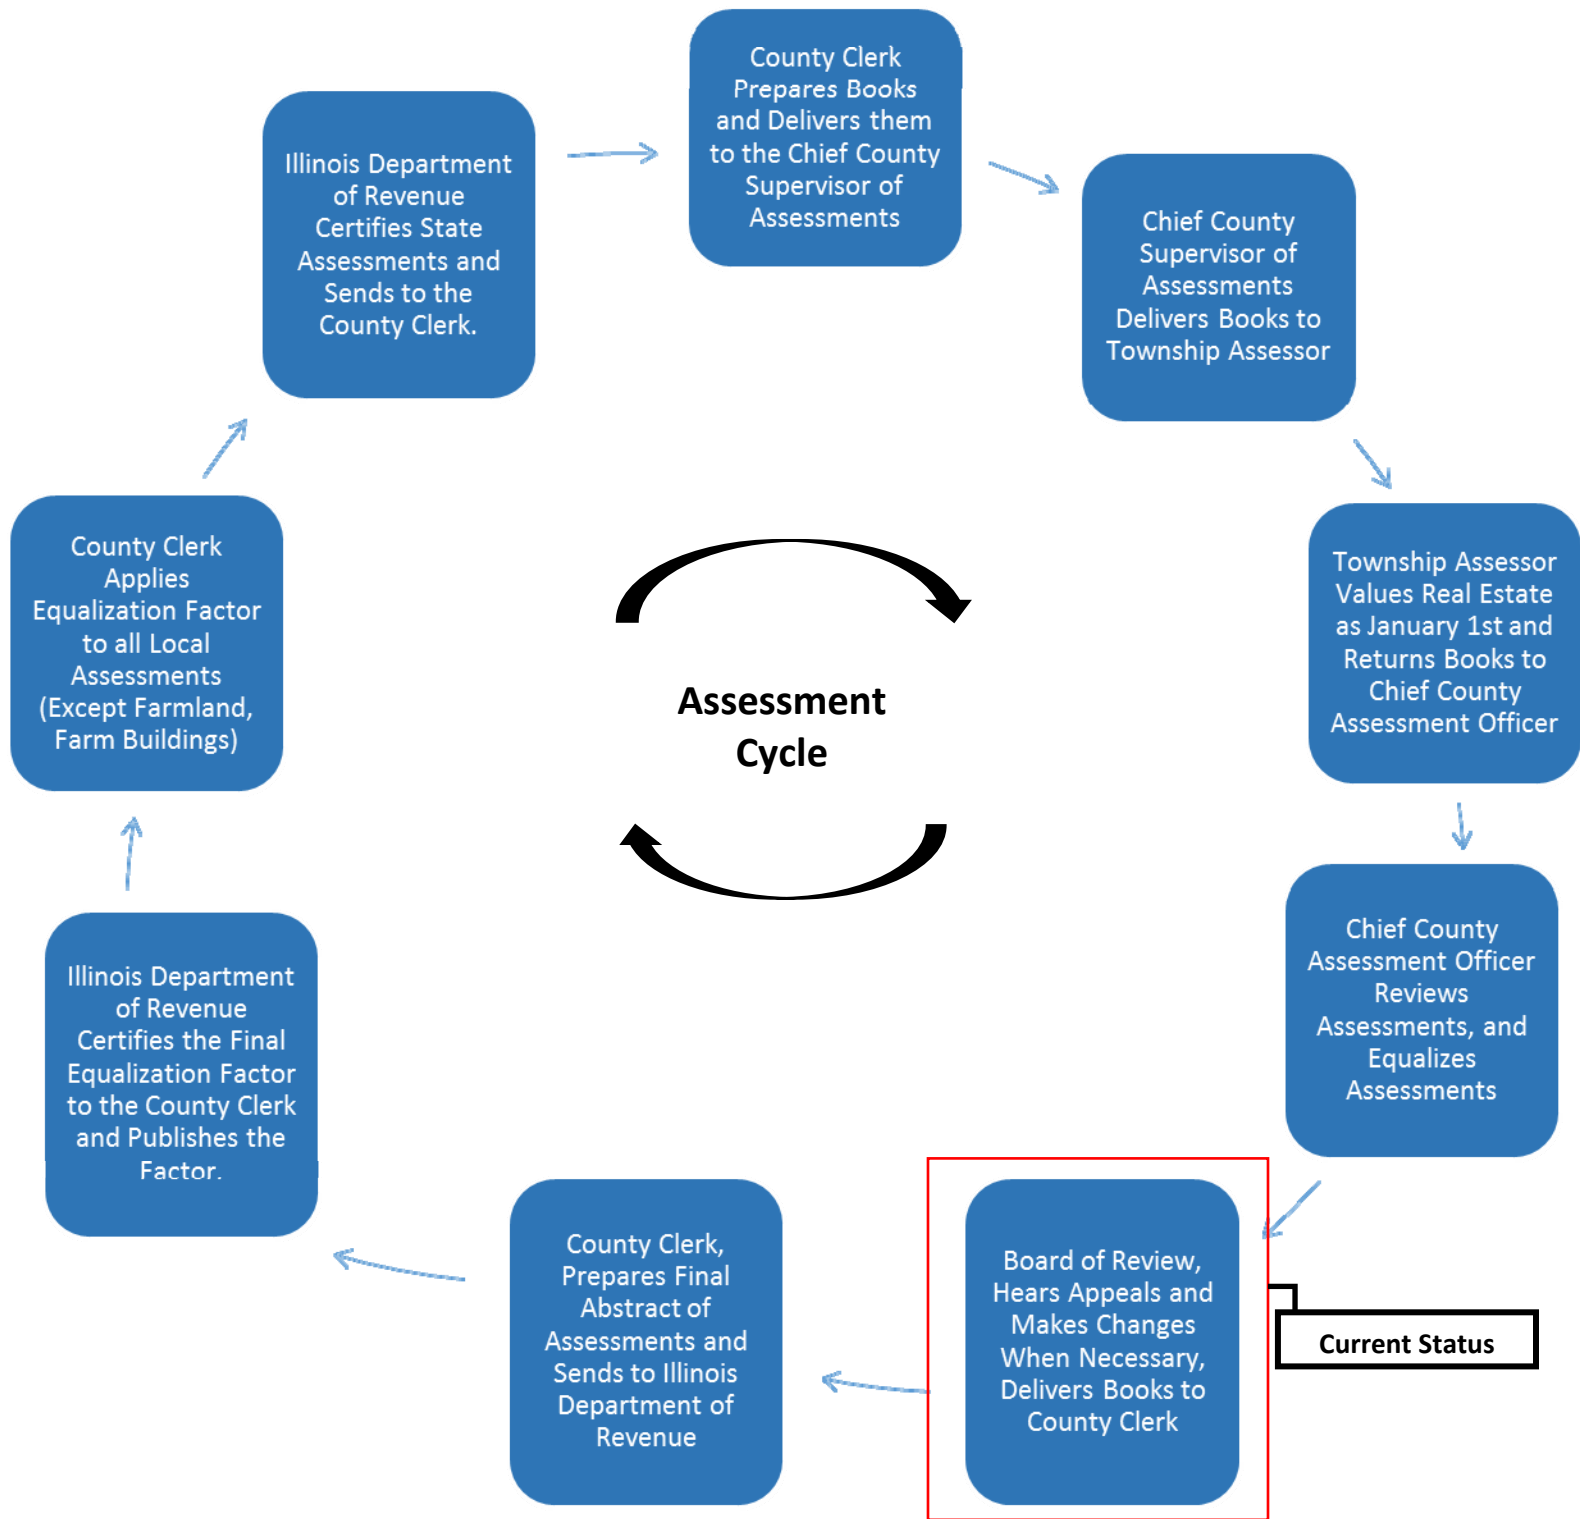 County Clerk
Prepares Books
and Delivers them
to the Chief County
Supervisor of
Assessments
Chief County
Supervisor of
Assessments
Delivers Books to
Township Assessor
Township Assessor
Values Real Estate
as January 1st and
Returns Books to
Chief County
Assessment Officer
Chief County
Assessment Officer
Reviews
Assessments, and
Equalizes
Assessments
Board of Review,
Hears Appeals and
Makes Changes
When Necessary,
Delivers Books to
County Clerk
Current Status
County Clerk,
Prepares Final
Abstract of
Assessments and
Sends to Illinois
Department of
Revenue
Illinois Department
of Revenue
Certifies the Final
Equalization Factor
to the County Clerk
and Publishes the
Factor.
County Clerk
Applies
Equalization Factor
to all Local
Assessments
(Except Farmland,
Farm Buildings)
Illinois Department
of Revenue
Certifies State
Assessments and
Sends to the
County Clerk.
Assessment
Cycle